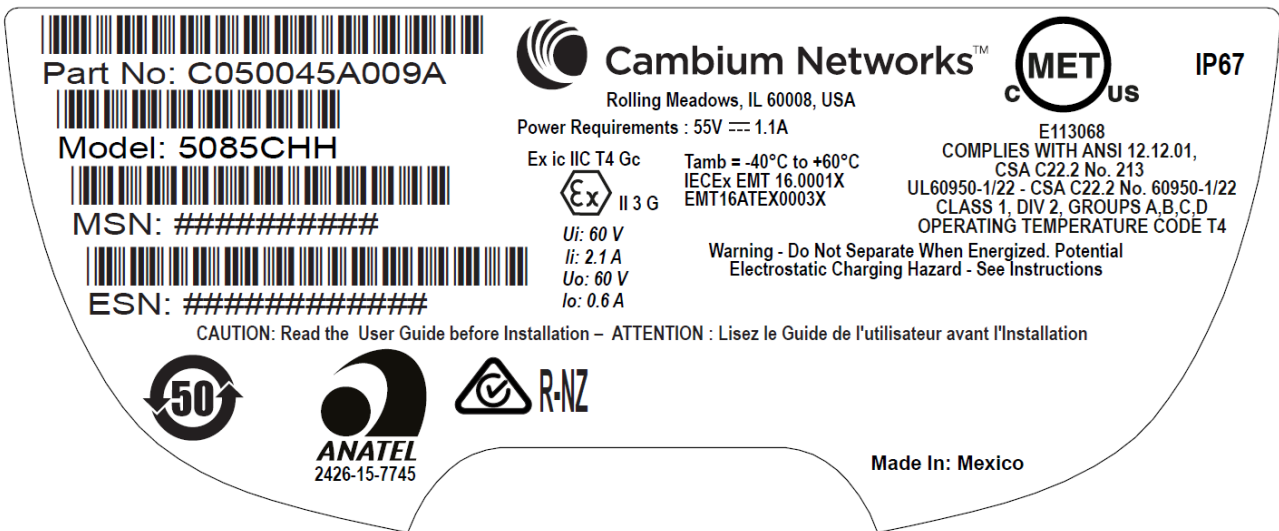 Part No: C050045A009A
Model: 5085CHH
MSN: ##########
ESN: ############
Cambium Networks™
Rolling Meadows, IL 60008, USA
Power Requirements : 55V ⎓ 1.1A
Ex ic IIC T4 Gc
Ex II 3 G
Ui: 60 V
Ii: 2.1 A
Uo: 60 V
Io: 0.6 A
Tamb = -40°C to +60°C
IECEx EMT 16.0001X
EMT16ATEX0003X
C MET US
IP67
E113068
COMPLIES WITH ANSI 12.12.01,
CSA C22.2 No. 213
UL60950-1/22 - CSA C22.2 No. 60950-1/22
CLASS 1, DIV 2, GROUPS A,B,C,D
OPERATING TEMPERATURE CODE T4
Warning - Do Not Separate When Energized. Potential
Electrostatic Charging Hazard - See Instructions
CAUTION: Read the User Guide before Installation – ATTENTION : Lisez le Guide de l'utilisateur avant l'Installation
50
ANATEL
2426-15-7745
R-NZ
Made In: Mexico